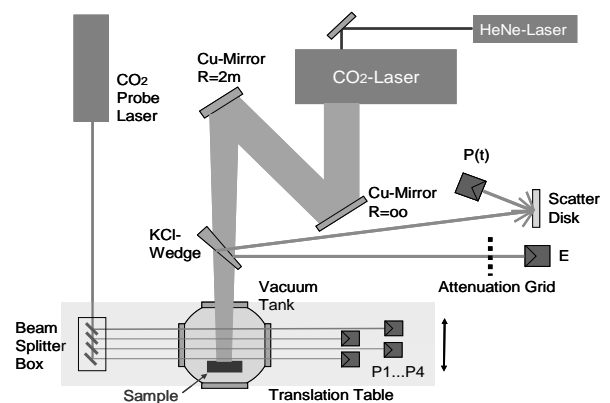 HeNe-Laser
Cu-Mirror
R=2m
CO2-Laser
CO2
Probe
Laser
P(t)
Cu-Mirror
R=oo
Scatter
Disk
KCl-
Wedge
E
Vacuum
Tank
Attenuation Grid
Beam
Splitter
Box
P1...P4
Sample
Translation Table